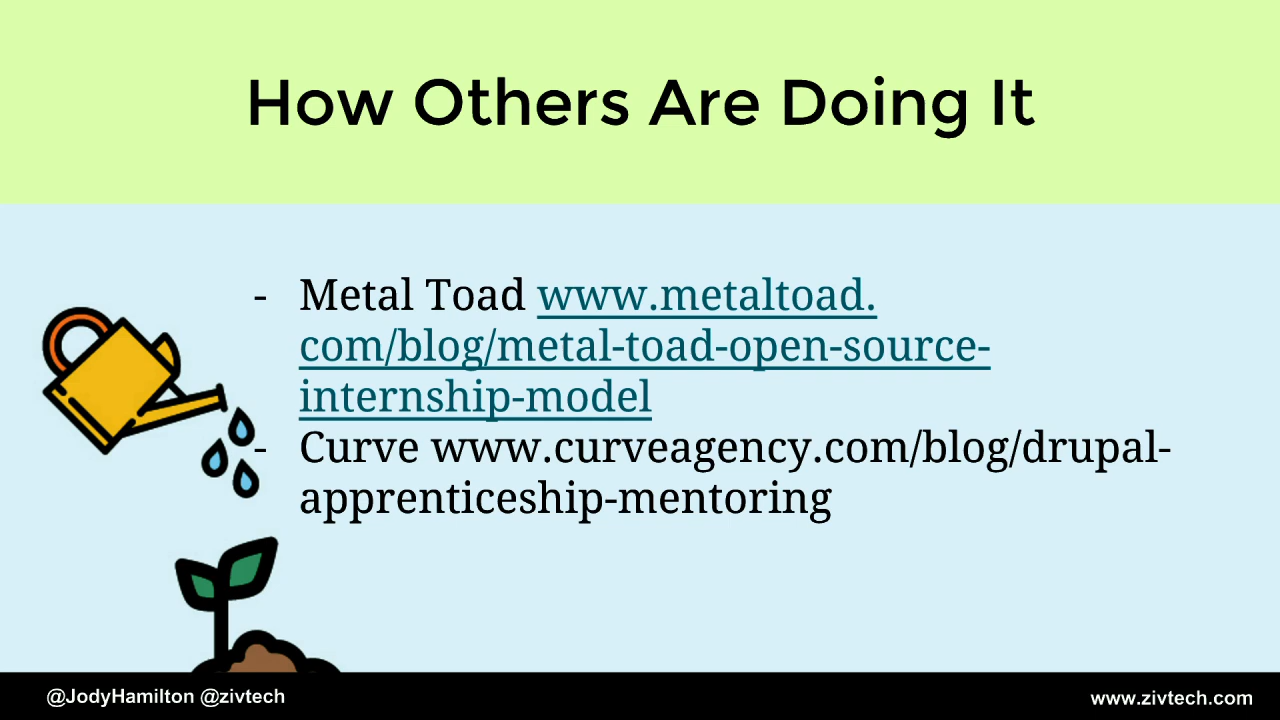 How Others Are Doing It
- Metal Toad www.metaltoad.
com/blog/metal-toad-open-source-
internship-model
- Curve www.curveagency.com/blog/drupal-
apprenticeship-mentoring
@JodyHamilton @zivtech
www.zivtech.com